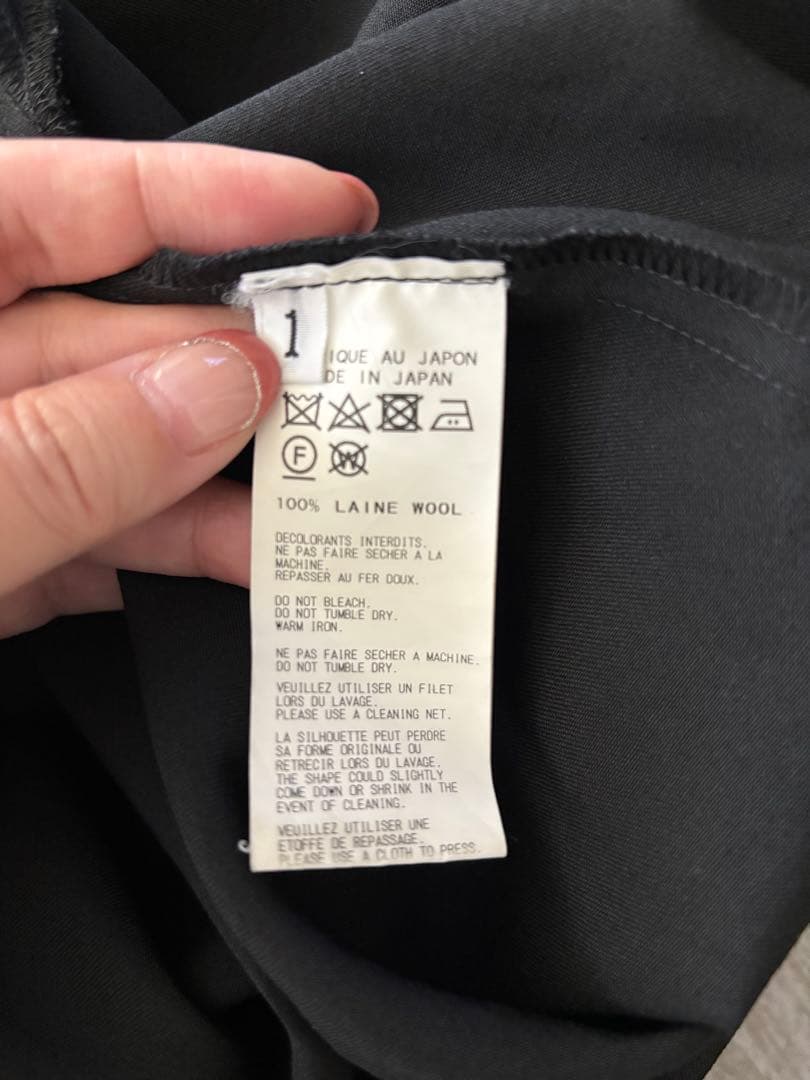 1
IQUE AU JAPON
DE IN JAPAN
F
W
100% LAINE WOOL
DECOLORANTS INTERDITS.
NE PAS FAIRE SECHER A LA
MACHINE.
REPASSER AU FER DOUX.
DO NOT BLEACH.
DO NOT TUMBLE DRY.
WARM IRON.
NE PAS FAIRE SECHER A MACHINE.
DO NOT TUMBLE DRY.
VEUILLEZ UTILISER UN FILET
LORS DU LAVAGE.
PLEASE USE A CLEANING NET.
LA SILHOUETTE PEUT PERDRE
SA FORME ORIGINALE OU
RETRECIR LORS DU LAVAGE.
THE SHAPE COULD SLIGHTLY
COME DOWN OR SHRINK IN THE
EVENT OF CLEANING.
VEUILLEZ UTILISER UNE
ETOFFE DE REPASSAGE.
PLEASE USE A CLOTH TO PRESS.